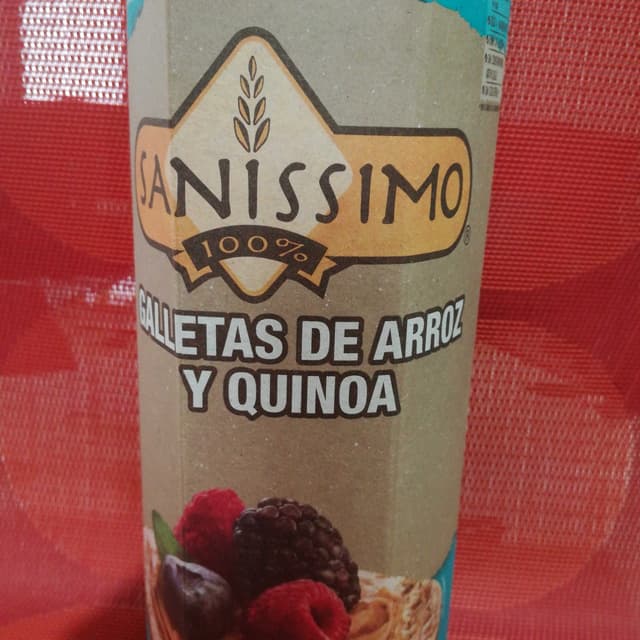 SANISSIMO
®
100%
GALLETAS DE ARROZ
Y QUINOA